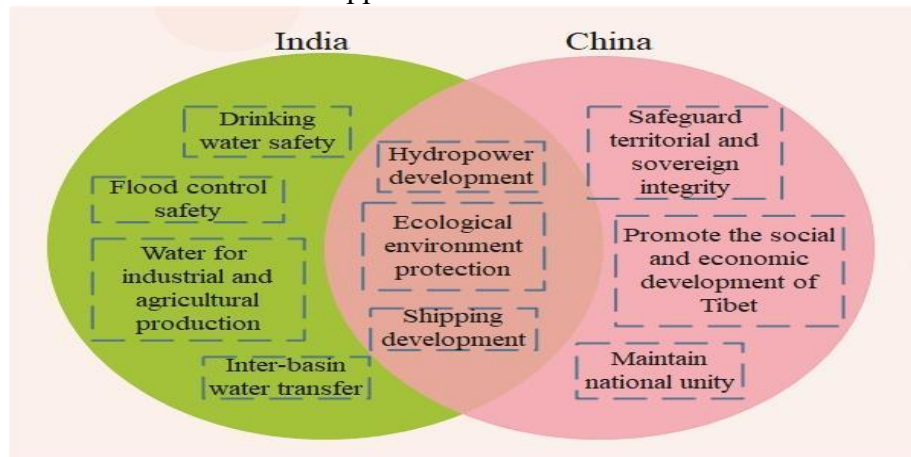 India
China
Drinking
water safety
Flood control
safety
Water for
industrial and
agricultural
production
Inter-basin
water transfer
Hydropower
development
Ecological
environment
protection
Shipping
development
Safeguard
territorial and
sovereign
integrity
Promote the social
and economic
development of
Tibet
Maintain
national unity